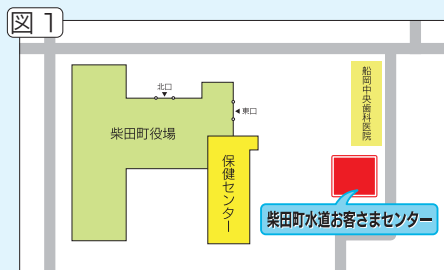 図1
北口
東口
柴田町役場
保健センター
船岡中央歯科医院
柴田町水道お客さまセンター